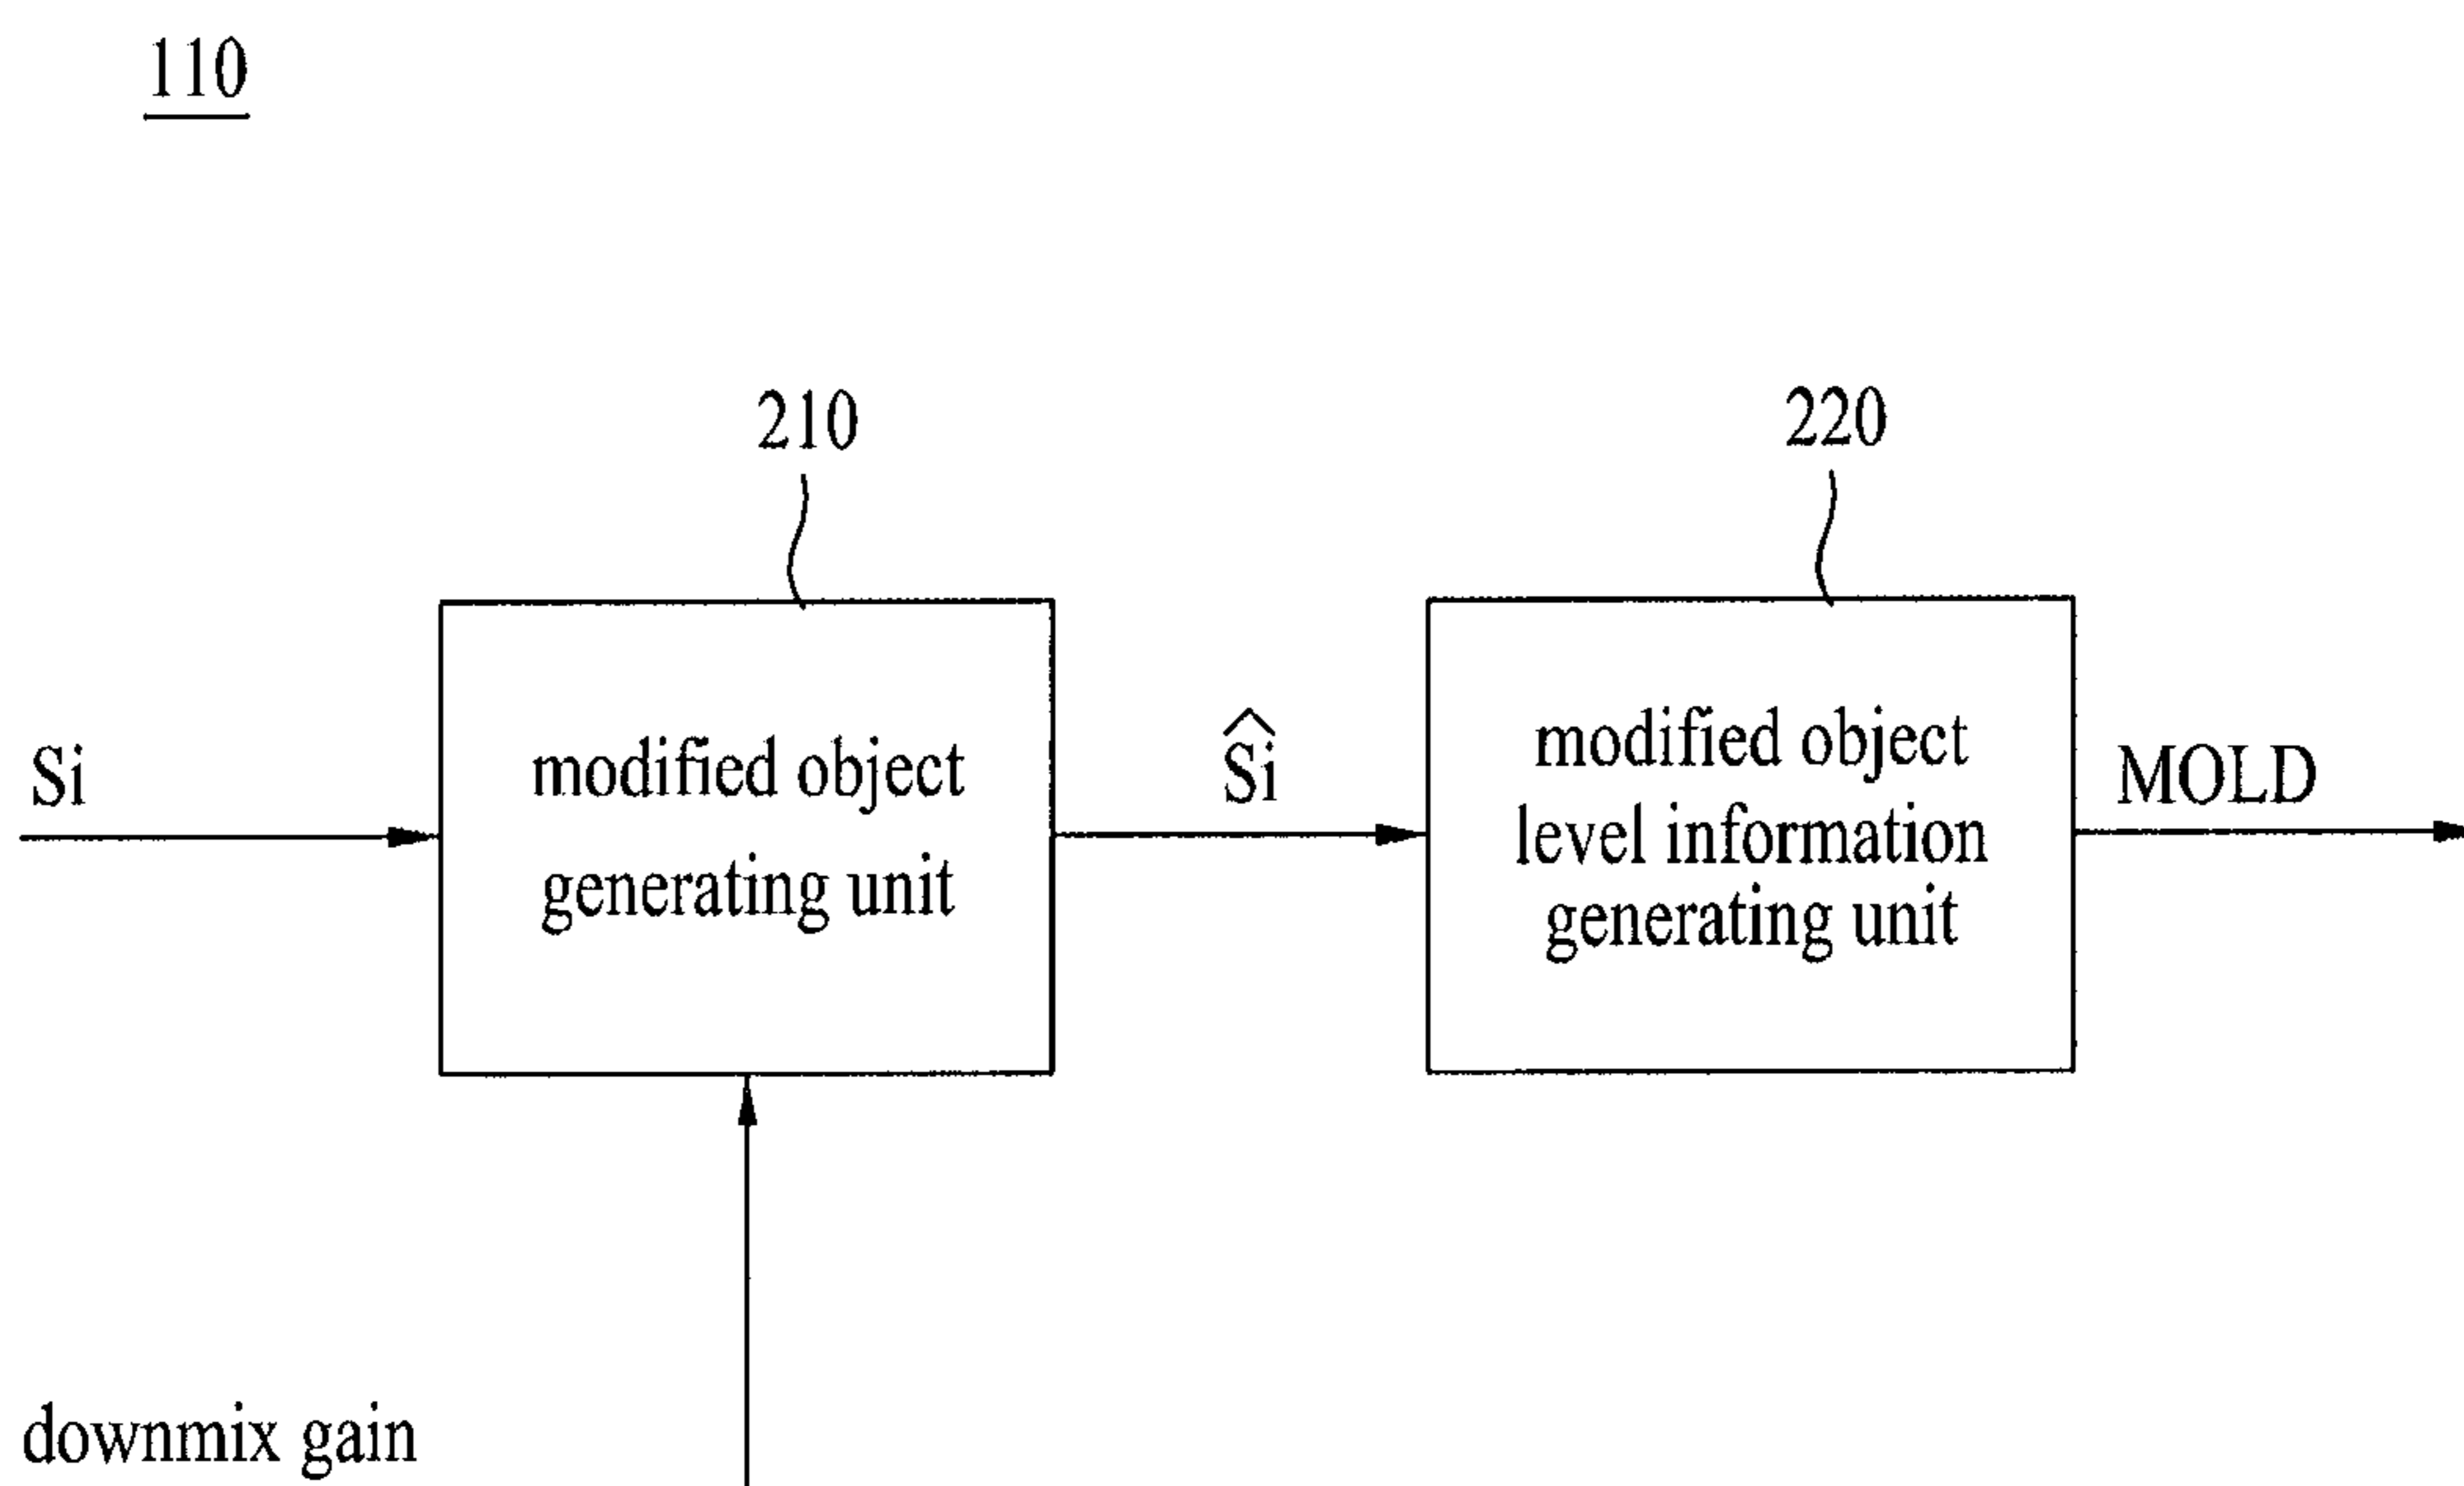 110
210
220
Si
modified object
generating unit
Ŝi
modified object
level information
generating unit
MOLD
downmix gain